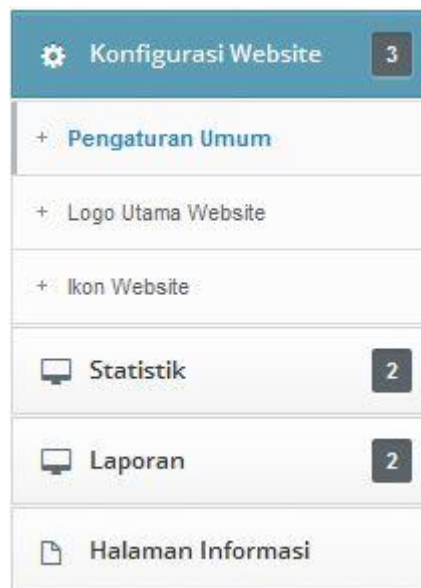 Konfigurasi Website 3
+ Pengaturan Umum
+ Logo Utama Website
+ Ikon Website
Statistik 2
Laporan 2
Halaman Informasi